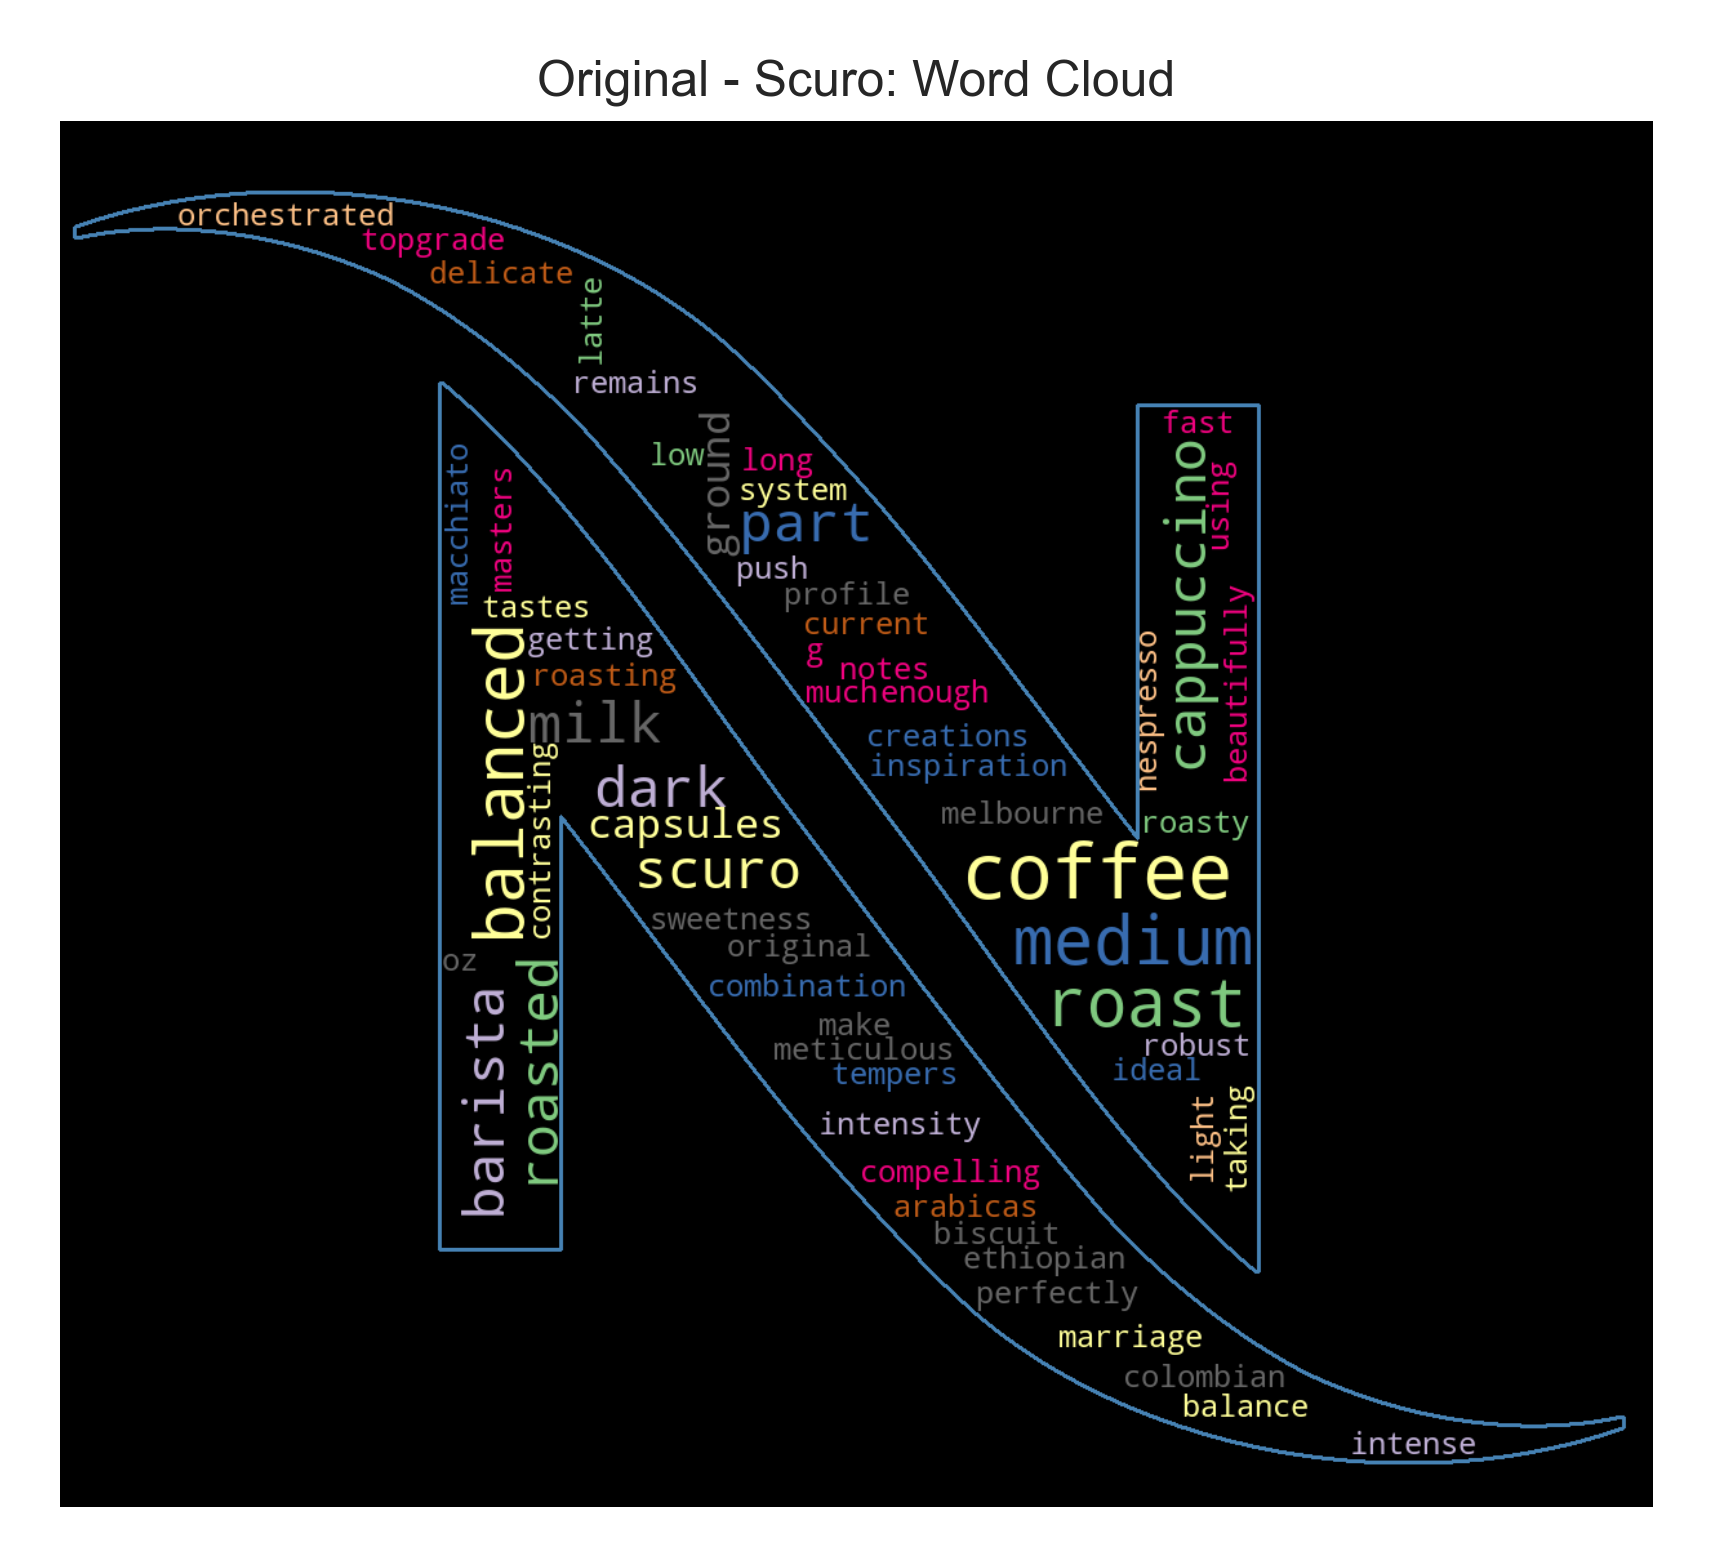 Original - Scuro: Word Cloud
orchestrated
topgrade
delicate
latte
remains
ground
low
long
system
part
push
profile
current
g
notes
muchenough
creations
inspiration
melbourne
fast
cappuccino
using
beautifully
nespresso
roasty
coffee
medium
roast
robust
ideal
light
taking
macchiato
masters
tastes
balanced
getting
roasting
milk
contrasting
dark
capsules
scuro
oz
roasted
barista
sweetness
original
combination
make
meticulous
tempers
intensity
compelling
arabicas
biscuit
ethiopian
perfectly
marriage
colombian
balance
intense